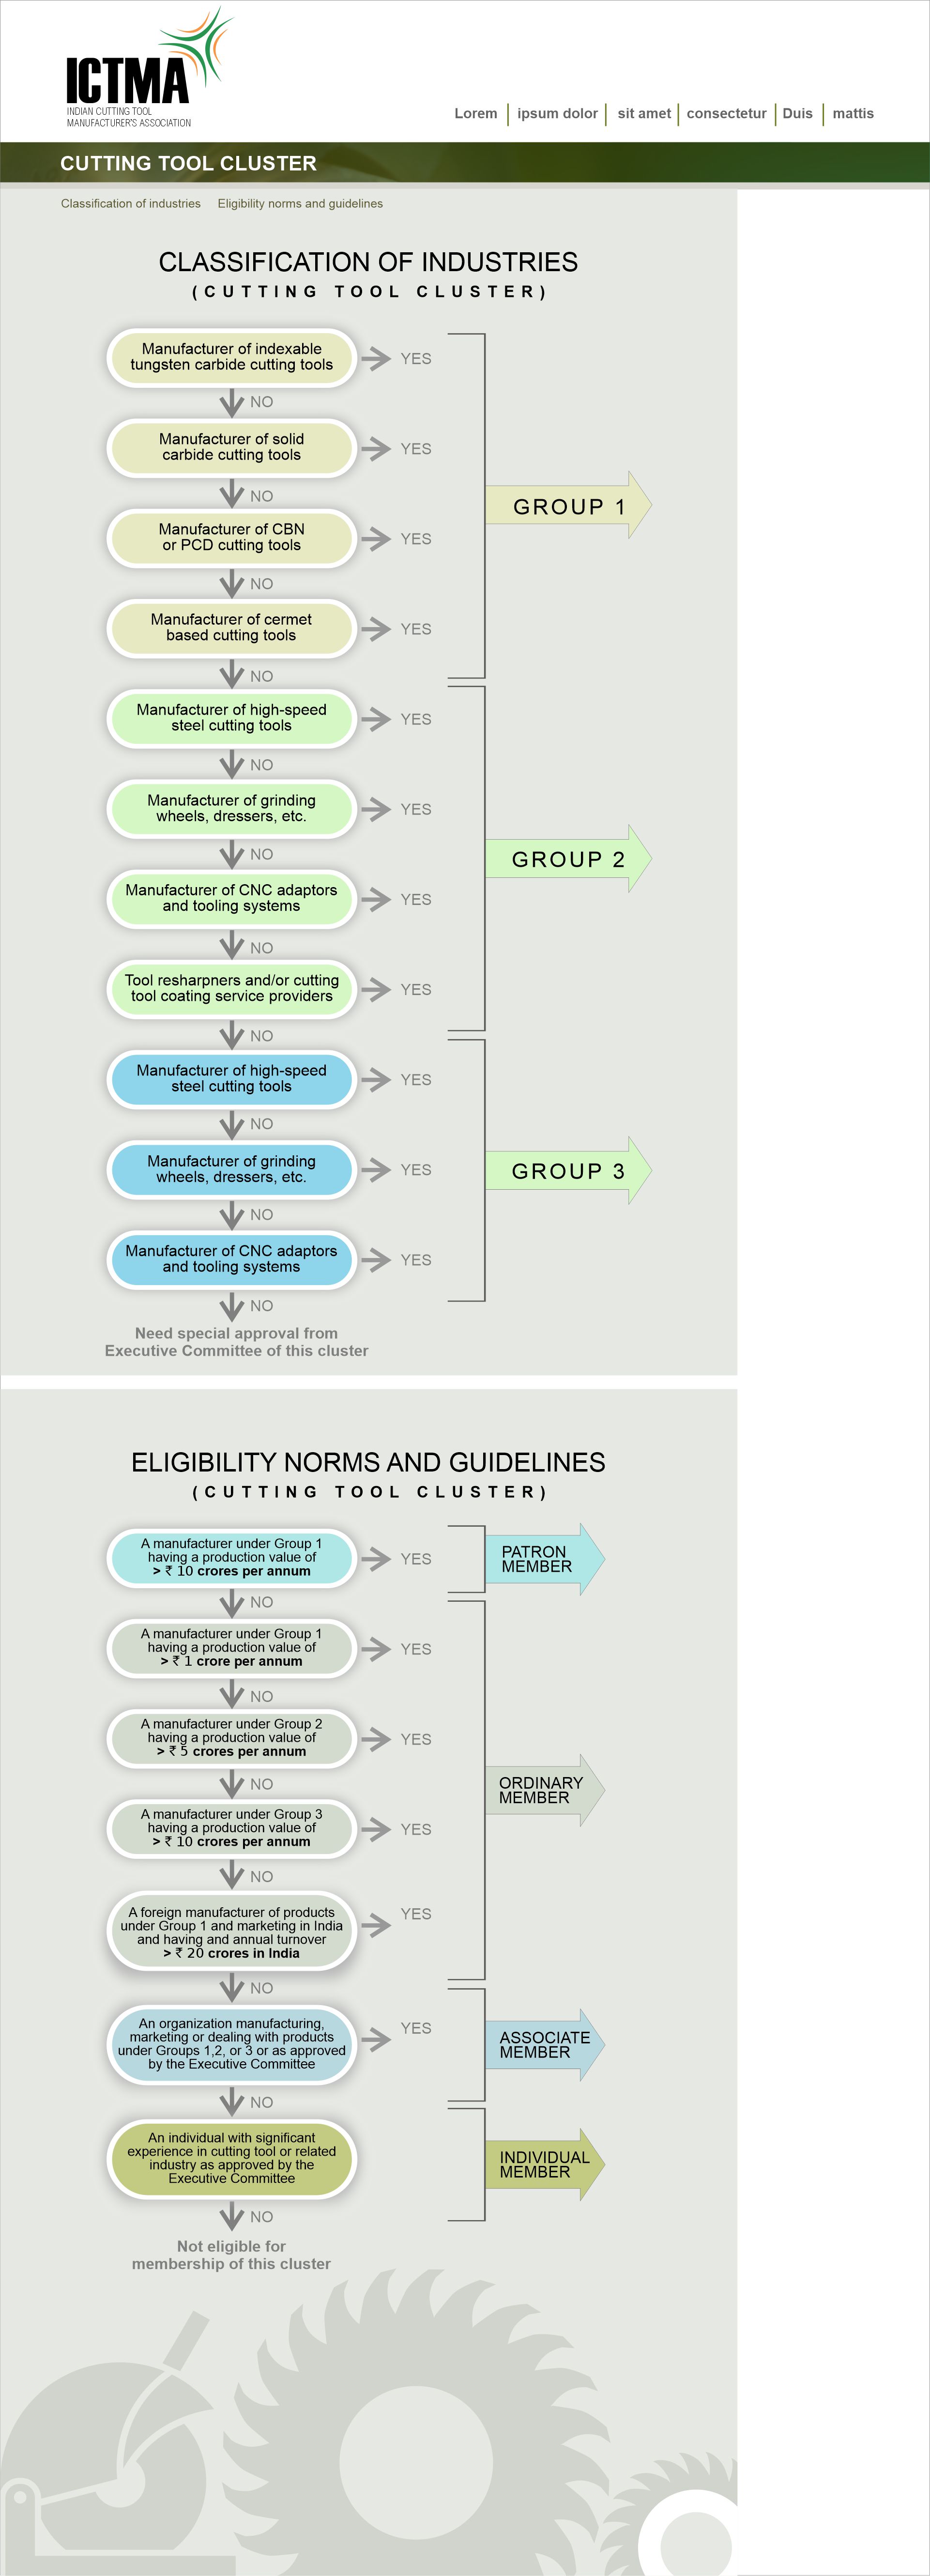 ICTMA
INDIAN CUTTING TOOL
MANUFACTURER'S ASSOCIATION
Lorem ipsum dolor sit amet consectetur Duis mattis
CUTTING TOOL CLUSTER
Classification of industries Eligibility norms and guidelines
CLASSIFICATION OF INDUSTRIES
(CUTTING TOOL CLUSTER)
Manufacturer of indexable
tungsten carbide cutting tools
YES
NO
Manufacturer of solid
carbide cutting tools
YES
NO
Manufacturer of CBN
or PCD cutting tools
YES
NO
Manufacturer of cermet
based cutting tools
YES
GROUP 1
NO
Manufacturer of high-speed
steel cutting tools
YES
NO
Manufacturer of grinding
wheels, dressers, etc.
YES
NO
Manufacturer of CNC adaptors
and tooling systems
YES
NO
Tool resharpners and/or cutting
tool coating service providers
YES
GROUP 2
NO
Manufacturer of high-speed
steel cutting tools
YES
NO
Manufacturer of grinding
wheels, dressers, etc.
YES
NO
Manufacturer of CNC adaptors
and tooling systems
YES
GROUP 3
NO
Need special approval from
Executive Committee of this cluster
ELIGIBILITY NORMS AND GUIDELINES
(CUTTING TOOL CLUSTER)
A manufacturer under Group 1
having a production value of
> ₹ 10 crores per annum
YES
PATRON
MEMBER
NO
A manufacturer under Group 1
having a production value of
> ₹ 1 crore per annum
YES
NO
A manufacturer under Group 2
having a production value of
> ₹ 5 crores per annum
YES
NO
A manufacturer under Group 3
having a production value of
> ₹ 10 crores per annum
YES
NO
A foreign manufacturer of products
under Group 1 and marketing in India
and having and annual turnover
> ₹ 20 crores in India
YES
ORDINARY
MEMBER
NO
An organization manufacturing,
marketing or dealing with products
under Groups 1,2, or 3 or as approved
by the Executive Committee
YES
ASSOCIATE
MEMBER
NO
An individual with significant
experience in cutting tool or related
industry as approved by the
Executive Committee
INDIVIDUAL
MEMBER
NO
Not eligible for
membership of this cluster